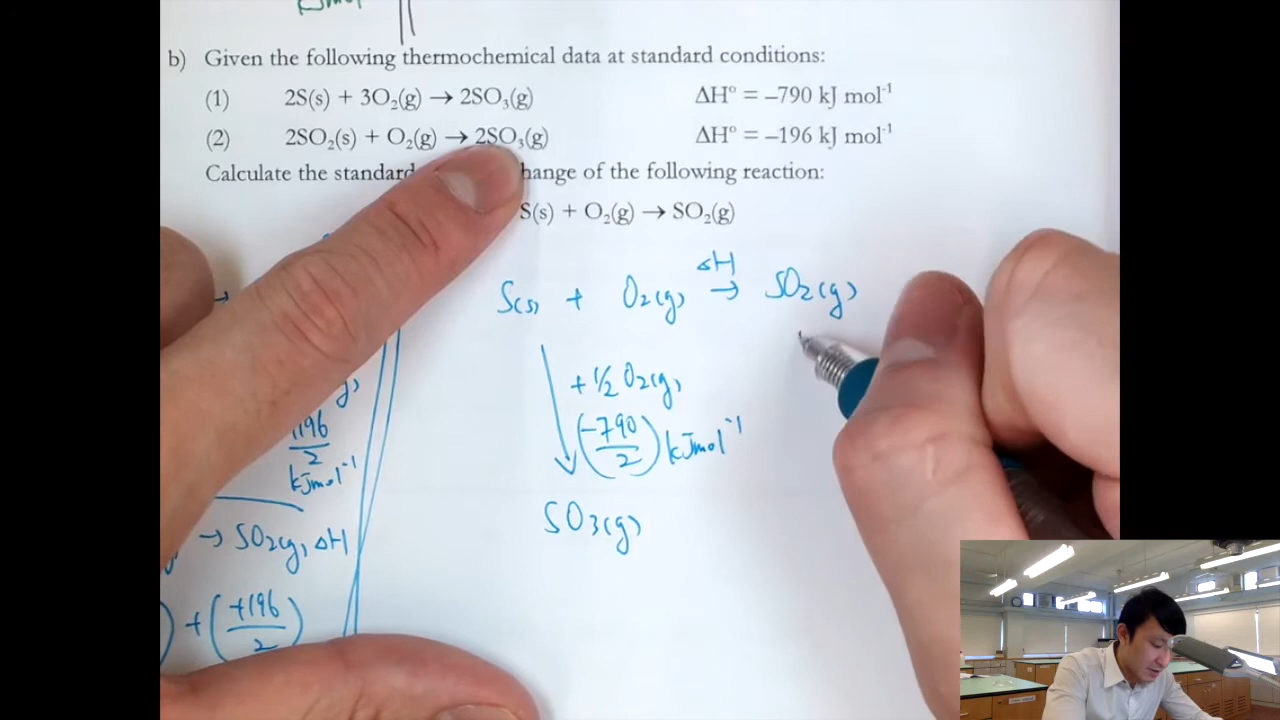 kJmol
b) Given the following thermochemical data at standard conditions:
(1) 2S(s) + 3O₂(g) → 2SO₃(g) ΔH° = –790 kJ mol⁻¹
(2) 2SO₂(s) + O₂(g) → 2SO₃(g) ΔH° = –196 kJ mol⁻¹
Calculate the standard hange of the following reaction:
S(s) + O₂(g) → SO₂(g)
ΔH
S(s) + O₂(g) → SO₂(g)
+ ½ O₂(g)
(-790/2) kJmol⁻¹
SO₃(g)
196/2
kJmol⁻¹
→ SO₂(g), ΔH
) + (+196/2)